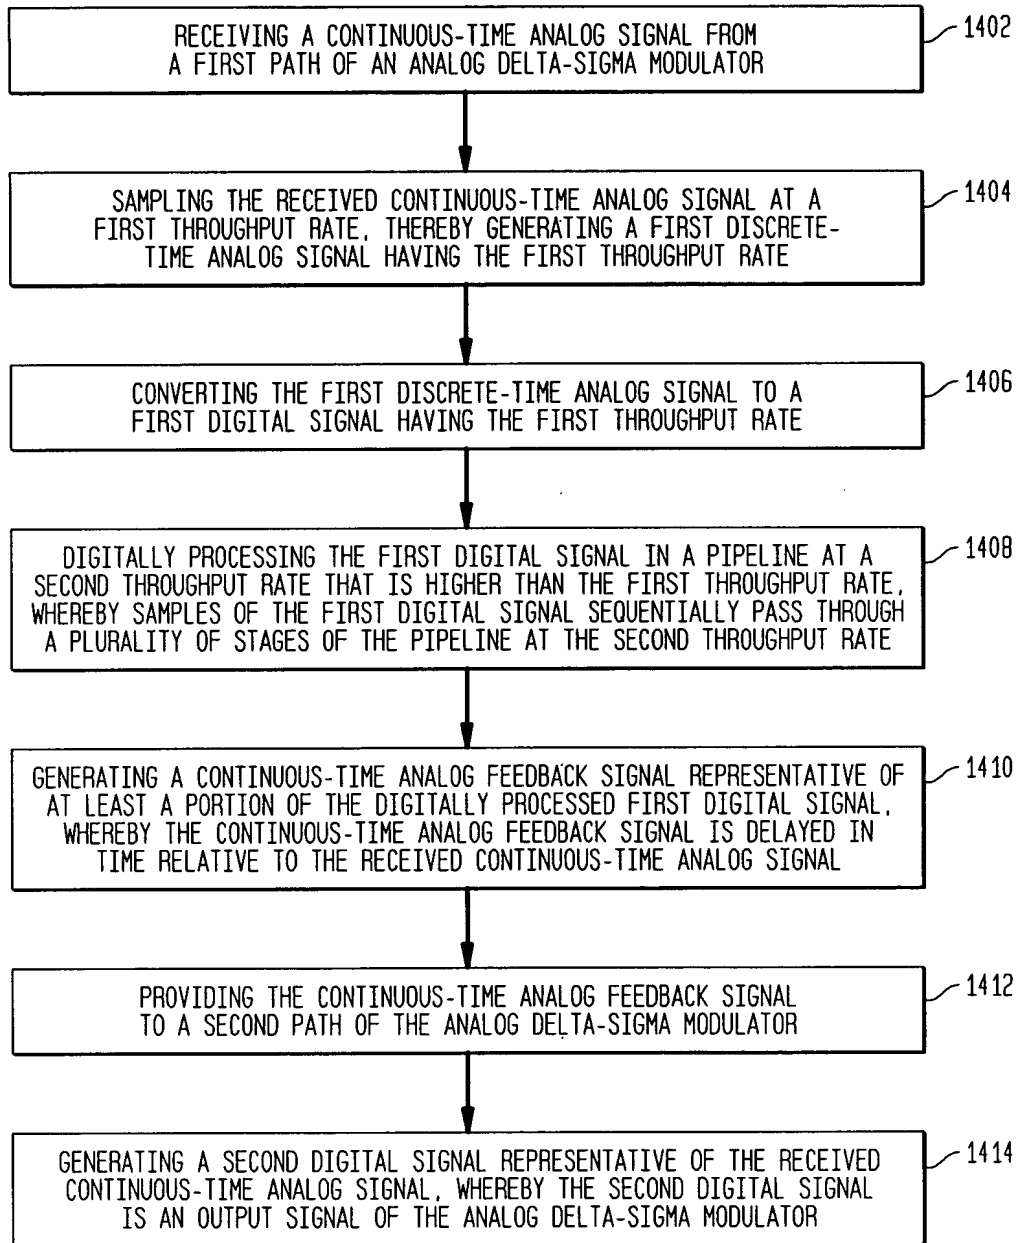 RECEIVING A CONTINUOUS-TIME ANALOG SIGNAL FROM
A FIRST PATH OF AN ANALOG DELTA-SIGMA MODULATOR
1402
SAMPLING THE RECEIVED CONTINUOUS-TIME ANALOG SIGNAL AT A
FIRST THROUGHPUT RATE, THEREBY GENERATING A FIRST DISCRETE-
TIME ANALOG SIGNAL HAVING THE FIRST THROUGHPUT RATE
1404
CONVERTING THE FIRST DISCRETE-TIME ANALOG SIGNAL TO A
FIRST DIGITAL SIGNAL HAVING THE FIRST THROUGHPUT RATE
1406
DIGITALLY PROCESSING THE FIRST DIGITAL SIGNAL IN A PIPELINE AT A
SECOND THROUGHPUT RATE THAT IS HIGHER THAN THE FIRST THROUGHPUT RATE,
WHEREBY SAMPLES OF THE FIRST DIGITAL SIGNAL SEQUENTIALLY PASS THROUGH
A PLURALITY OF STAGES OF THE PIPELINE AT THE SECOND THROUGHPUT RATE
1408
GENERATING A CONTINUOUS-TIME ANALOG FEEDBACK SIGNAL REPRESENTATIVE OF
AT LEAST A PORTION OF THE DIGITALLY PROCESSED FIRST DIGITAL SIGNAL,
WHEREBY THE CONTINUOUS-TIME ANALOG FEEDBACK SIGNAL IS DELAYED IN
TIME RELATIVE TO THE RECEIVED CONTINUOUS-TIME ANALOG SIGNAL
1410
PROVIDING THE CONTINUOUS-TIME ANALOG FEEDBACK SIGNAL
TO A SECOND PATH OF THE ANALOG DELTA-SIGMA MODULATOR
1412
GENERATING A SECOND DIGITAL SIGNAL REPRESENTATIVE OF THE RECEIVED
CONTINUOUS-TIME ANALOG SIGNAL, WHEREBY THE SECOND DIGITAL SIGNAL
IS AN OUTPUT SIGNAL OF THE ANALOG DELTA-SIGMA MODULATOR
1414